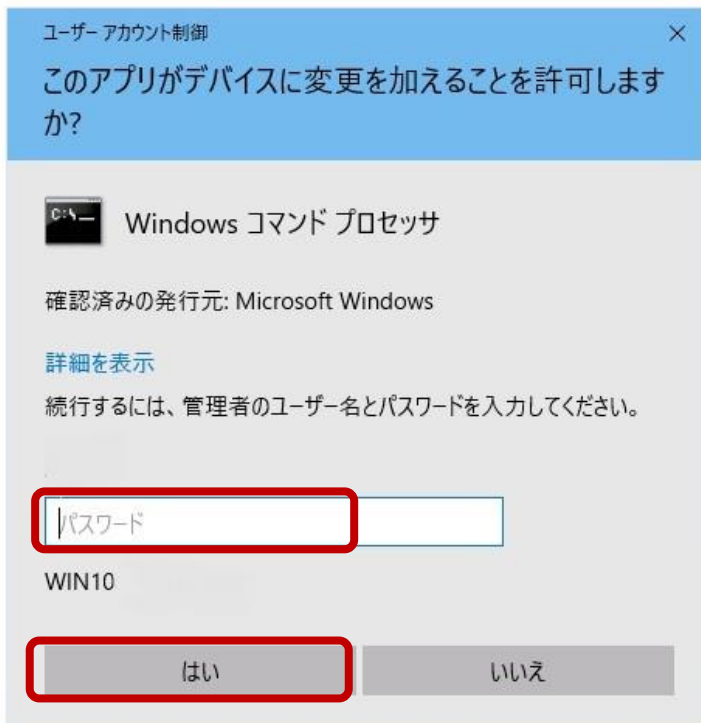 ユーザー アカウント制御
このアプリがデバイスに変更を加えることを許可します
か?
C:\
Windows コマンド プロセッサ
確認済みの発行元: Microsoft Windows
詳細を表示
続行するには、管理者のユーザー名とパスワードを入力してください。
パスワード
WIN10
はい
いいえ